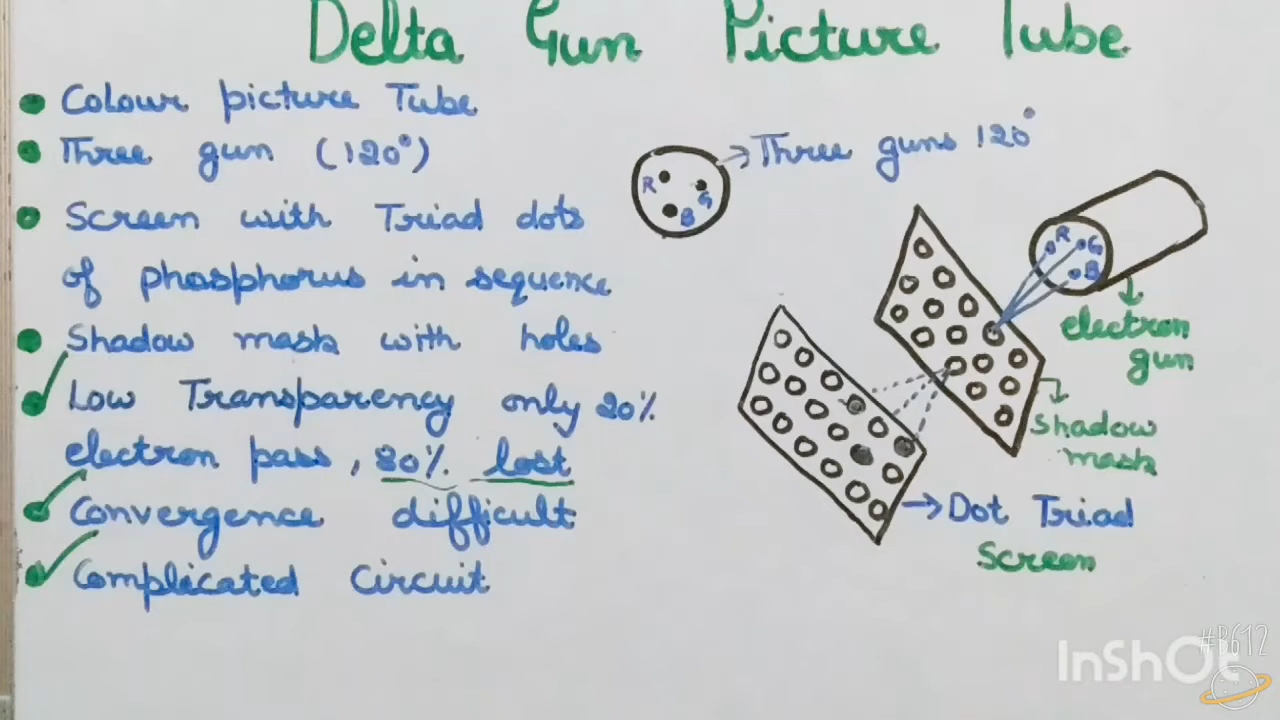 Delta Gun Picture Tube
Colour picture Tube
Three gun (120°)
Screen with Triad dots
of phosphorus in sequence
Shadow mask with holes
Low Transparency only 20%
electron pass, 80% lost
Convergence difficult
Complicated Circuit
Three guns 120°
R
G
B
R
G
B
electron
gun
Shadow
mask
Dot Triad
Screen
#B612
InShOt